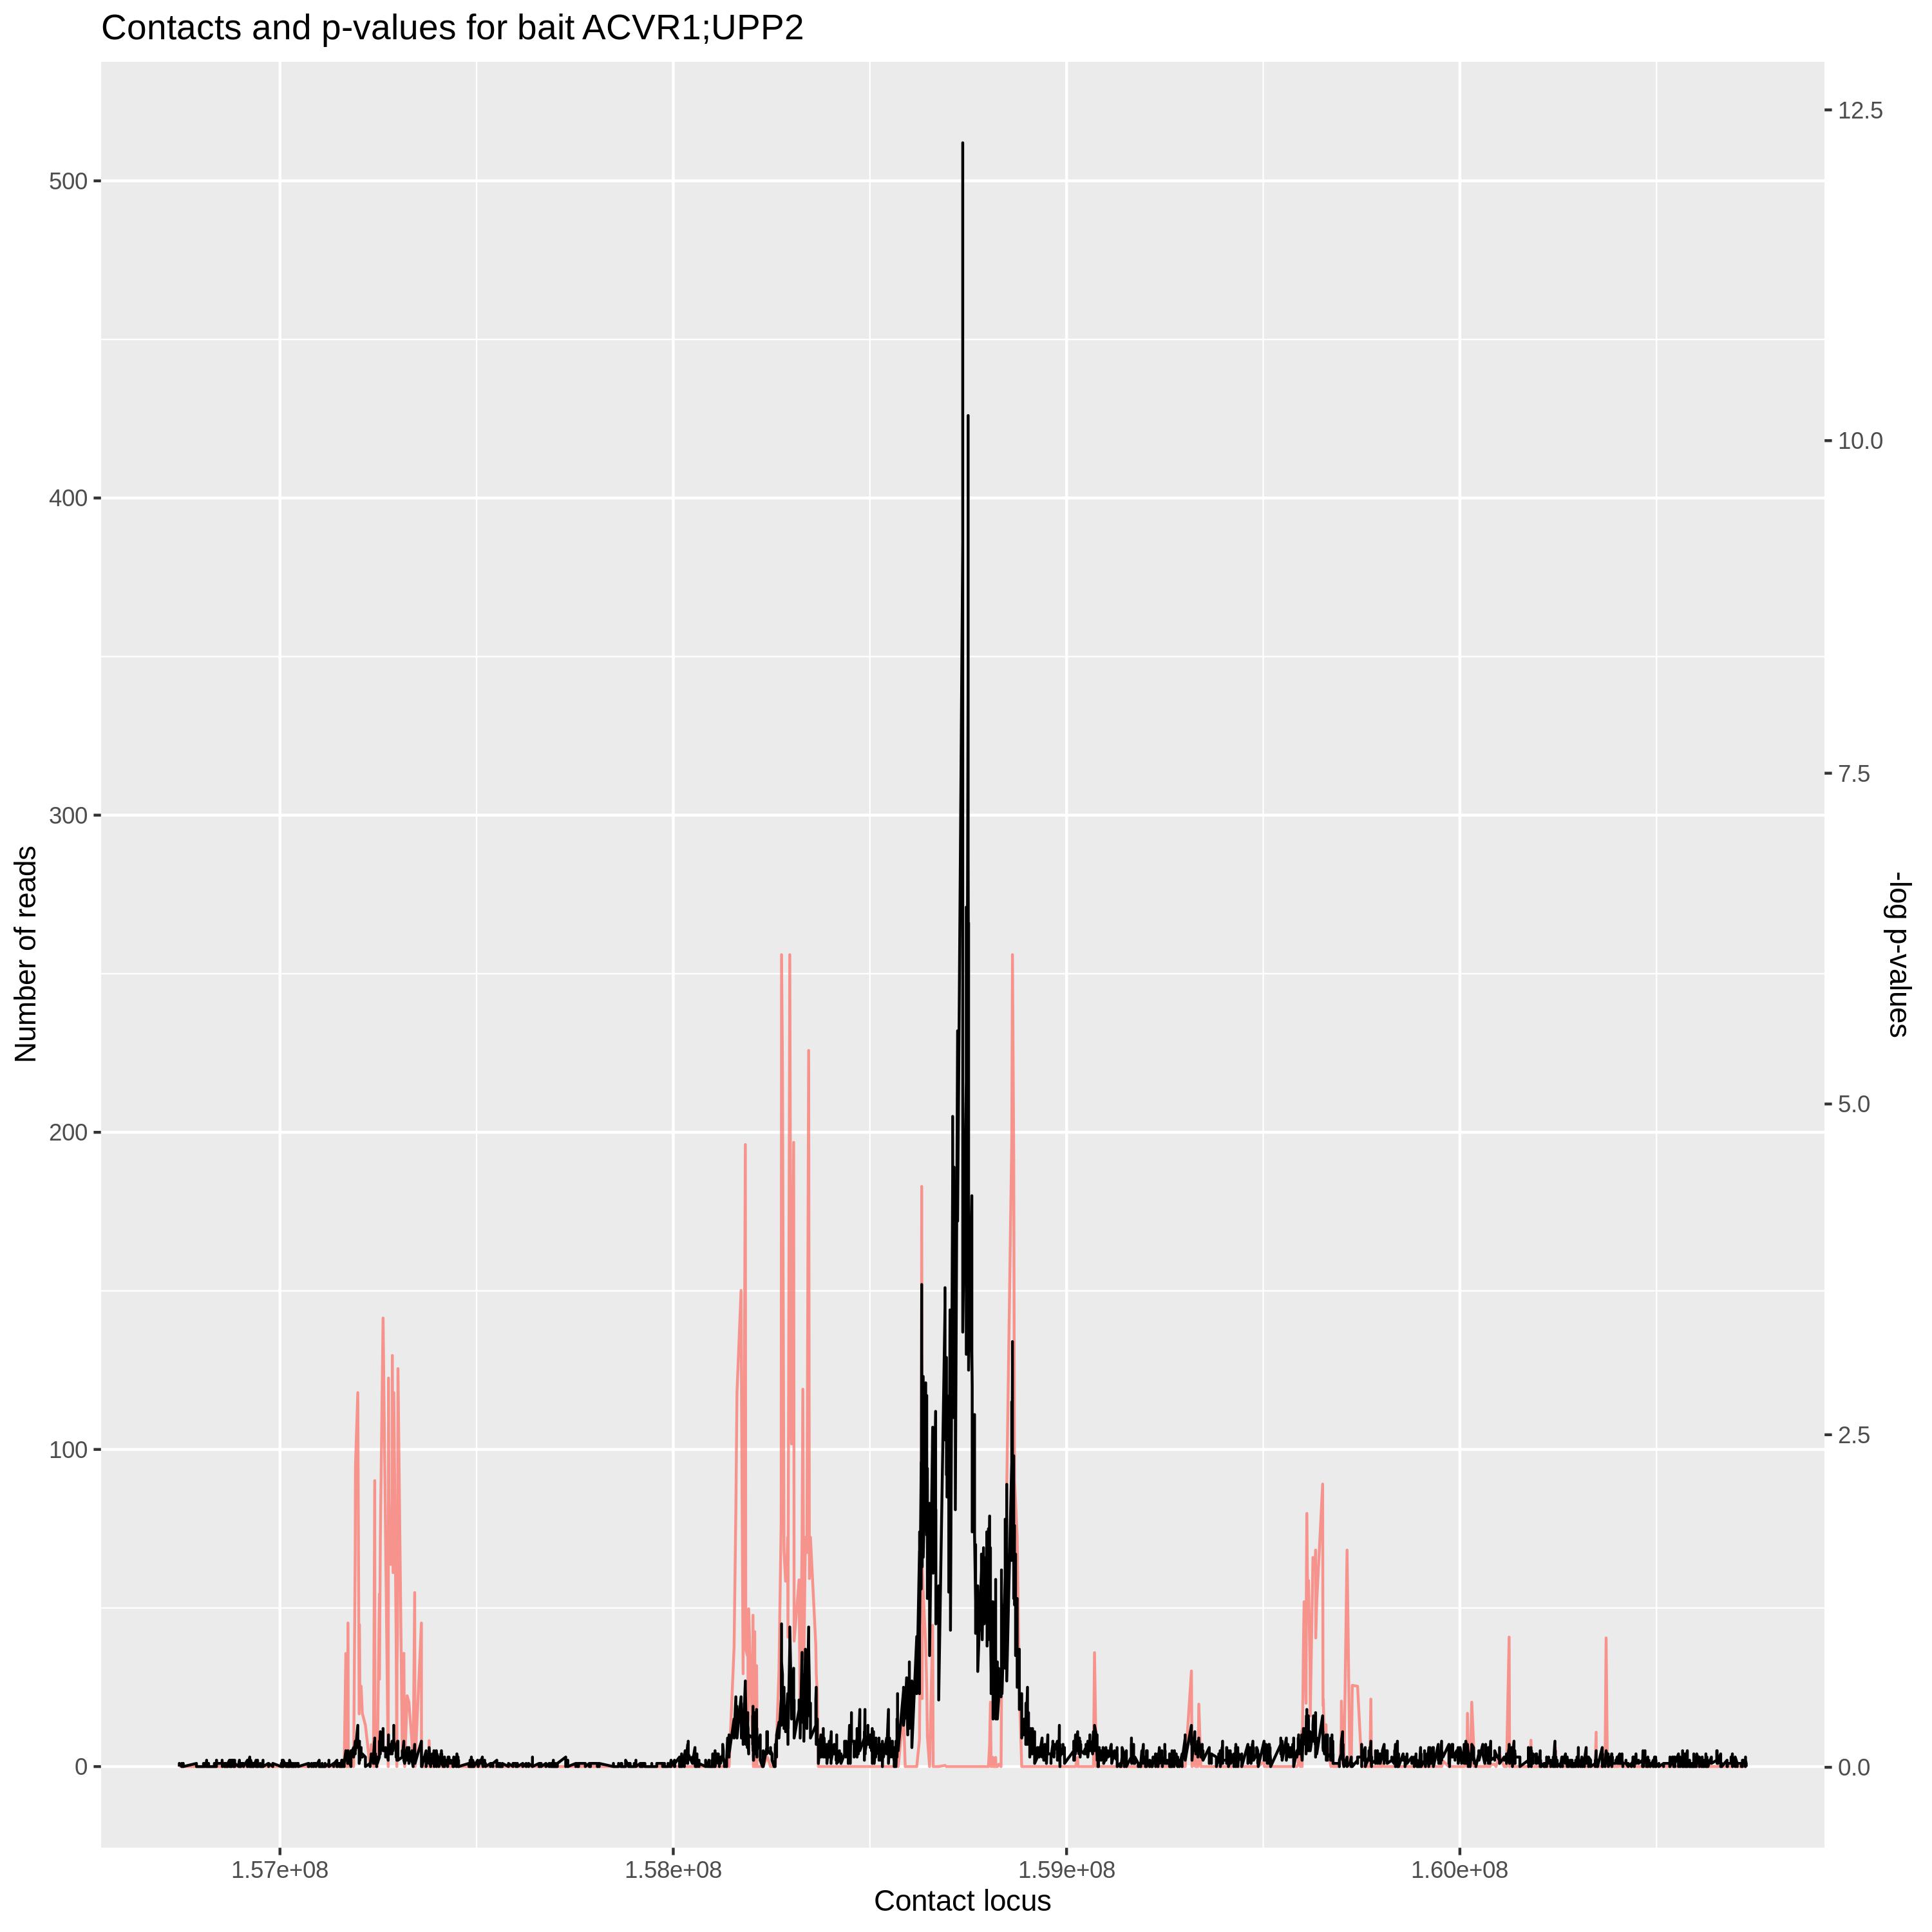 Contacts and p-values for bait ACVR1;UPP2
Number of reads
500
400
300
200
100
0
12.5
10.0
7.5
5.0
2.5
0.0
-log p-values
1.57e+08
1.58e+08
1.59e+08
1.60e+08
Contact locus